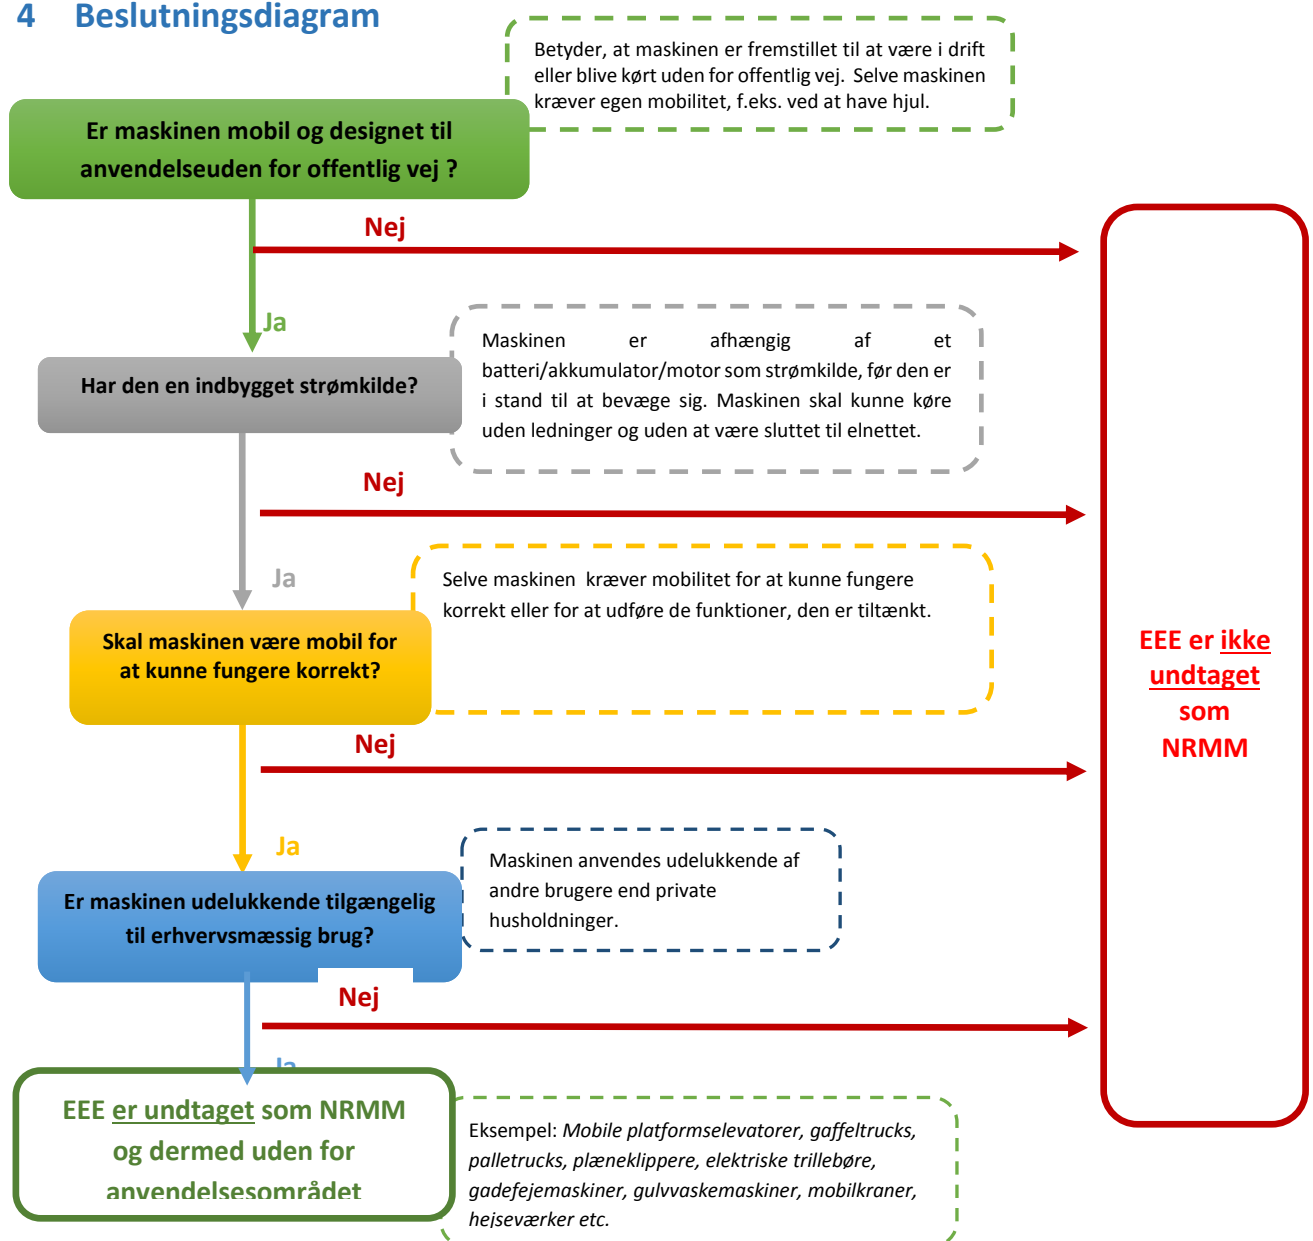 4 Beslutningsdiagram
Betyder, at maskinen er fremstillet til at være i drift
eller blive kørt uden for offentlig vej. Selve maskinen
kræver egen mobilitet, f.eks. ved at have hjul.
Er maskinen mobil og designet til
anvendelseuden for offentlig vej ?
Nej
Ja
Maskinen er afhængig af et
batteri/akkumulator/motor som strømkilde, før den er
i stand til at bevæge sig. Maskinen skal kunne køre
uden ledninger og uden at være sluttet til elnettet.
Har den en indbygget strømkilde?
Nej
Ja
Selve maskinen kræver mobilitet for at kunne fungere
korrekt eller for at udføre de funktioner, den er tiltænkt.
Skal maskinen være mobil for
at kunne fungere korrekt?
EEE er ikke
undtaget
som
NRMM
Nej
Ja
Maskinen anvendes udelukkende af
andre brugere end private
husholdninger.
Er maskinen udelukkende tilgængelig
til erhvervsmæssig brug?
Nej
Ja
EEE er undtaget som NRMM
og dermed uden for
anvendelsesområdet
Eksempel: Mobile platformselevatorer, gaffeltrucks,
palletrucks, plæneklippere, elektriske trillebøre,
gadefejemaskiner, gulvvaskemaskiner, mobilkraner,
hejseværker etc.